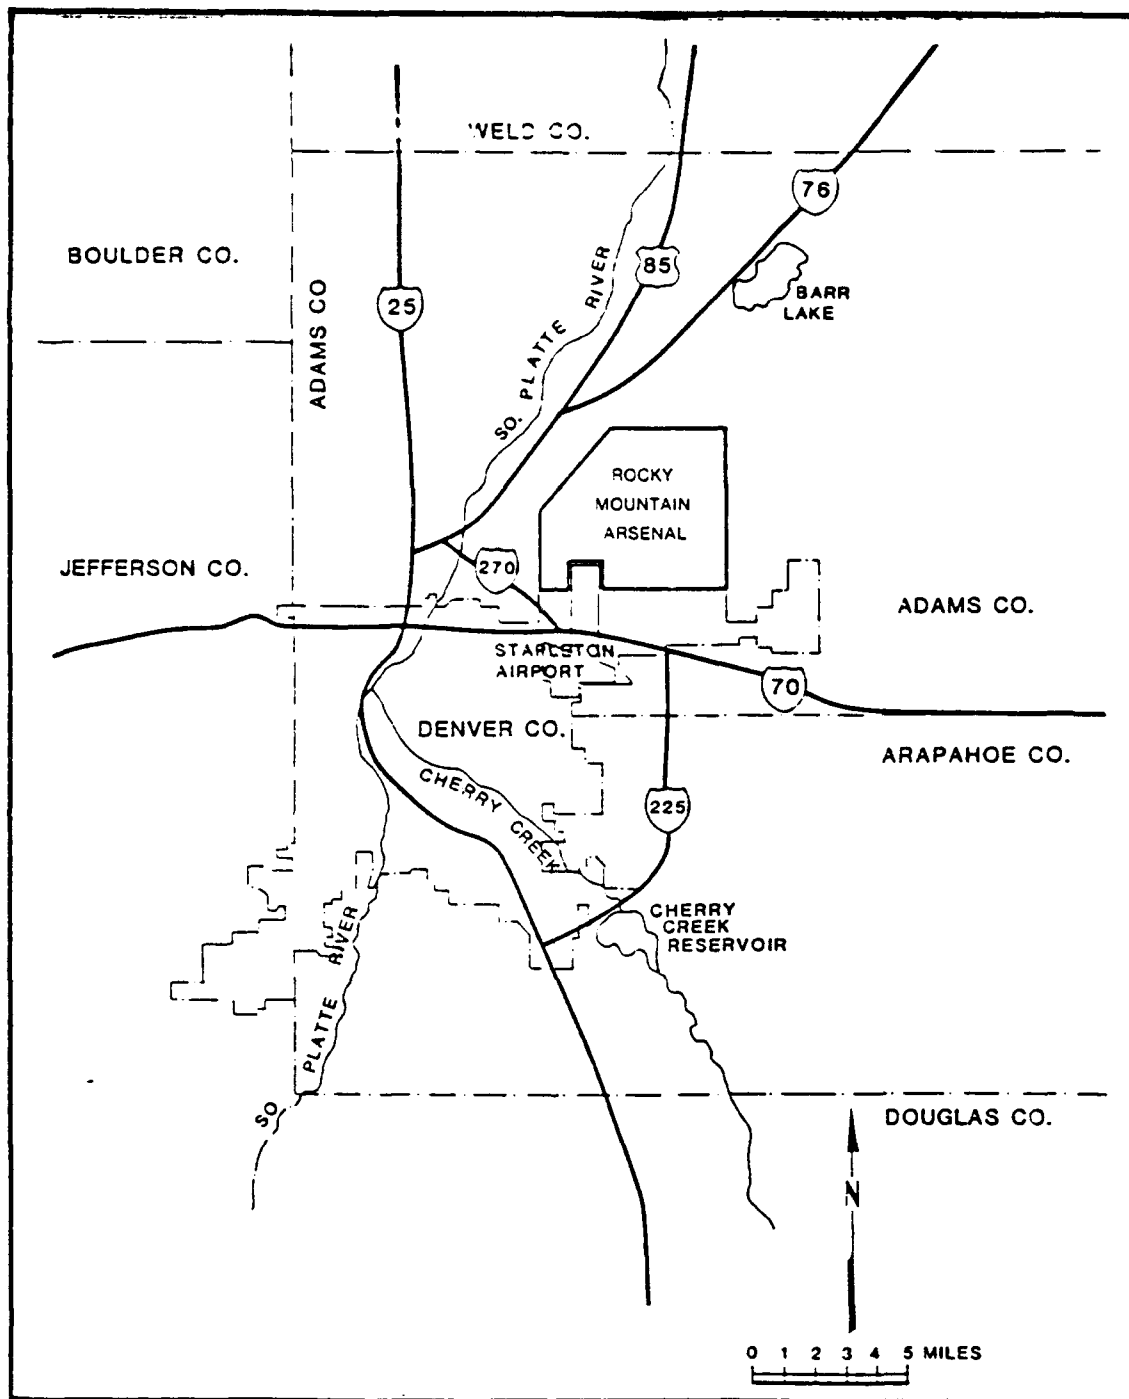 WELD CO.
76
BOULDER CO.
85
BARR
LAKE
25
ADAMS CO
SO. PLATTE RIVER
ROCKY
MOUNTAIN
ARSENAL
270
JEFFERSON CO.
ADAMS CO.
STAPLETON
AIRPORT
70
DENVER CO.
ARAPAHOE CO.
CHERRY CREEK
225
CHERRY
CREEK
RESERVOIR
SO PLATTE RIVER
DOUGLAS CO.
N
0 1 2 3 4 5 MILES